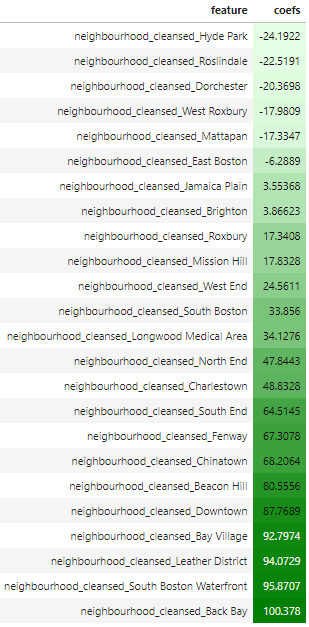 feature coefs
neighbourhood_cleansed_Hyde Park -24.1922
neighbourhood_cleansed_Roslindale -22.5191
neighbourhood_cleansed_Dorchester -20.3698
neighbourhood_cleansed_West Roxbury -17.9809
neighbourhood_cleansed_Mattapan -17.3347
neighbourhood_cleansed_East Boston -6.2889
neighbourhood_cleansed_Jamaica Plain 3.55368
neighbourhood_cleansed_Brighton 3.86623
neighbourhood_cleansed_Roxbury 17.3408
neighbourhood_cleansed_Mission Hill 17.8328
neighbourhood_cleansed_West End 24.5611
neighbourhood_cleansed_South Boston 33.856
neighbourhood_cleansed_Longwood Medical Area 34.1276
neighbourhood_cleansed_North End 47.8443
neighbourhood_cleansed_Charlestown 48.8328
neighbourhood_cleansed_South End 64.5145
neighbourhood_cleansed_Fenway 67.3078
neighbourhood_cleansed_Chinatown 68.2064
neighbourhood_cleansed_Beacon Hill 80.5556
neighbourhood_cleansed_Downtown 87.7689
neighbourhood_cleansed_Bay Village 92.7974
neighbourhood_cleansed_Leather District 94.0729
neighbourhood_cleansed_South Boston Waterfront 95.8707
neighbourhood_cleansed_Back Bay 100.378